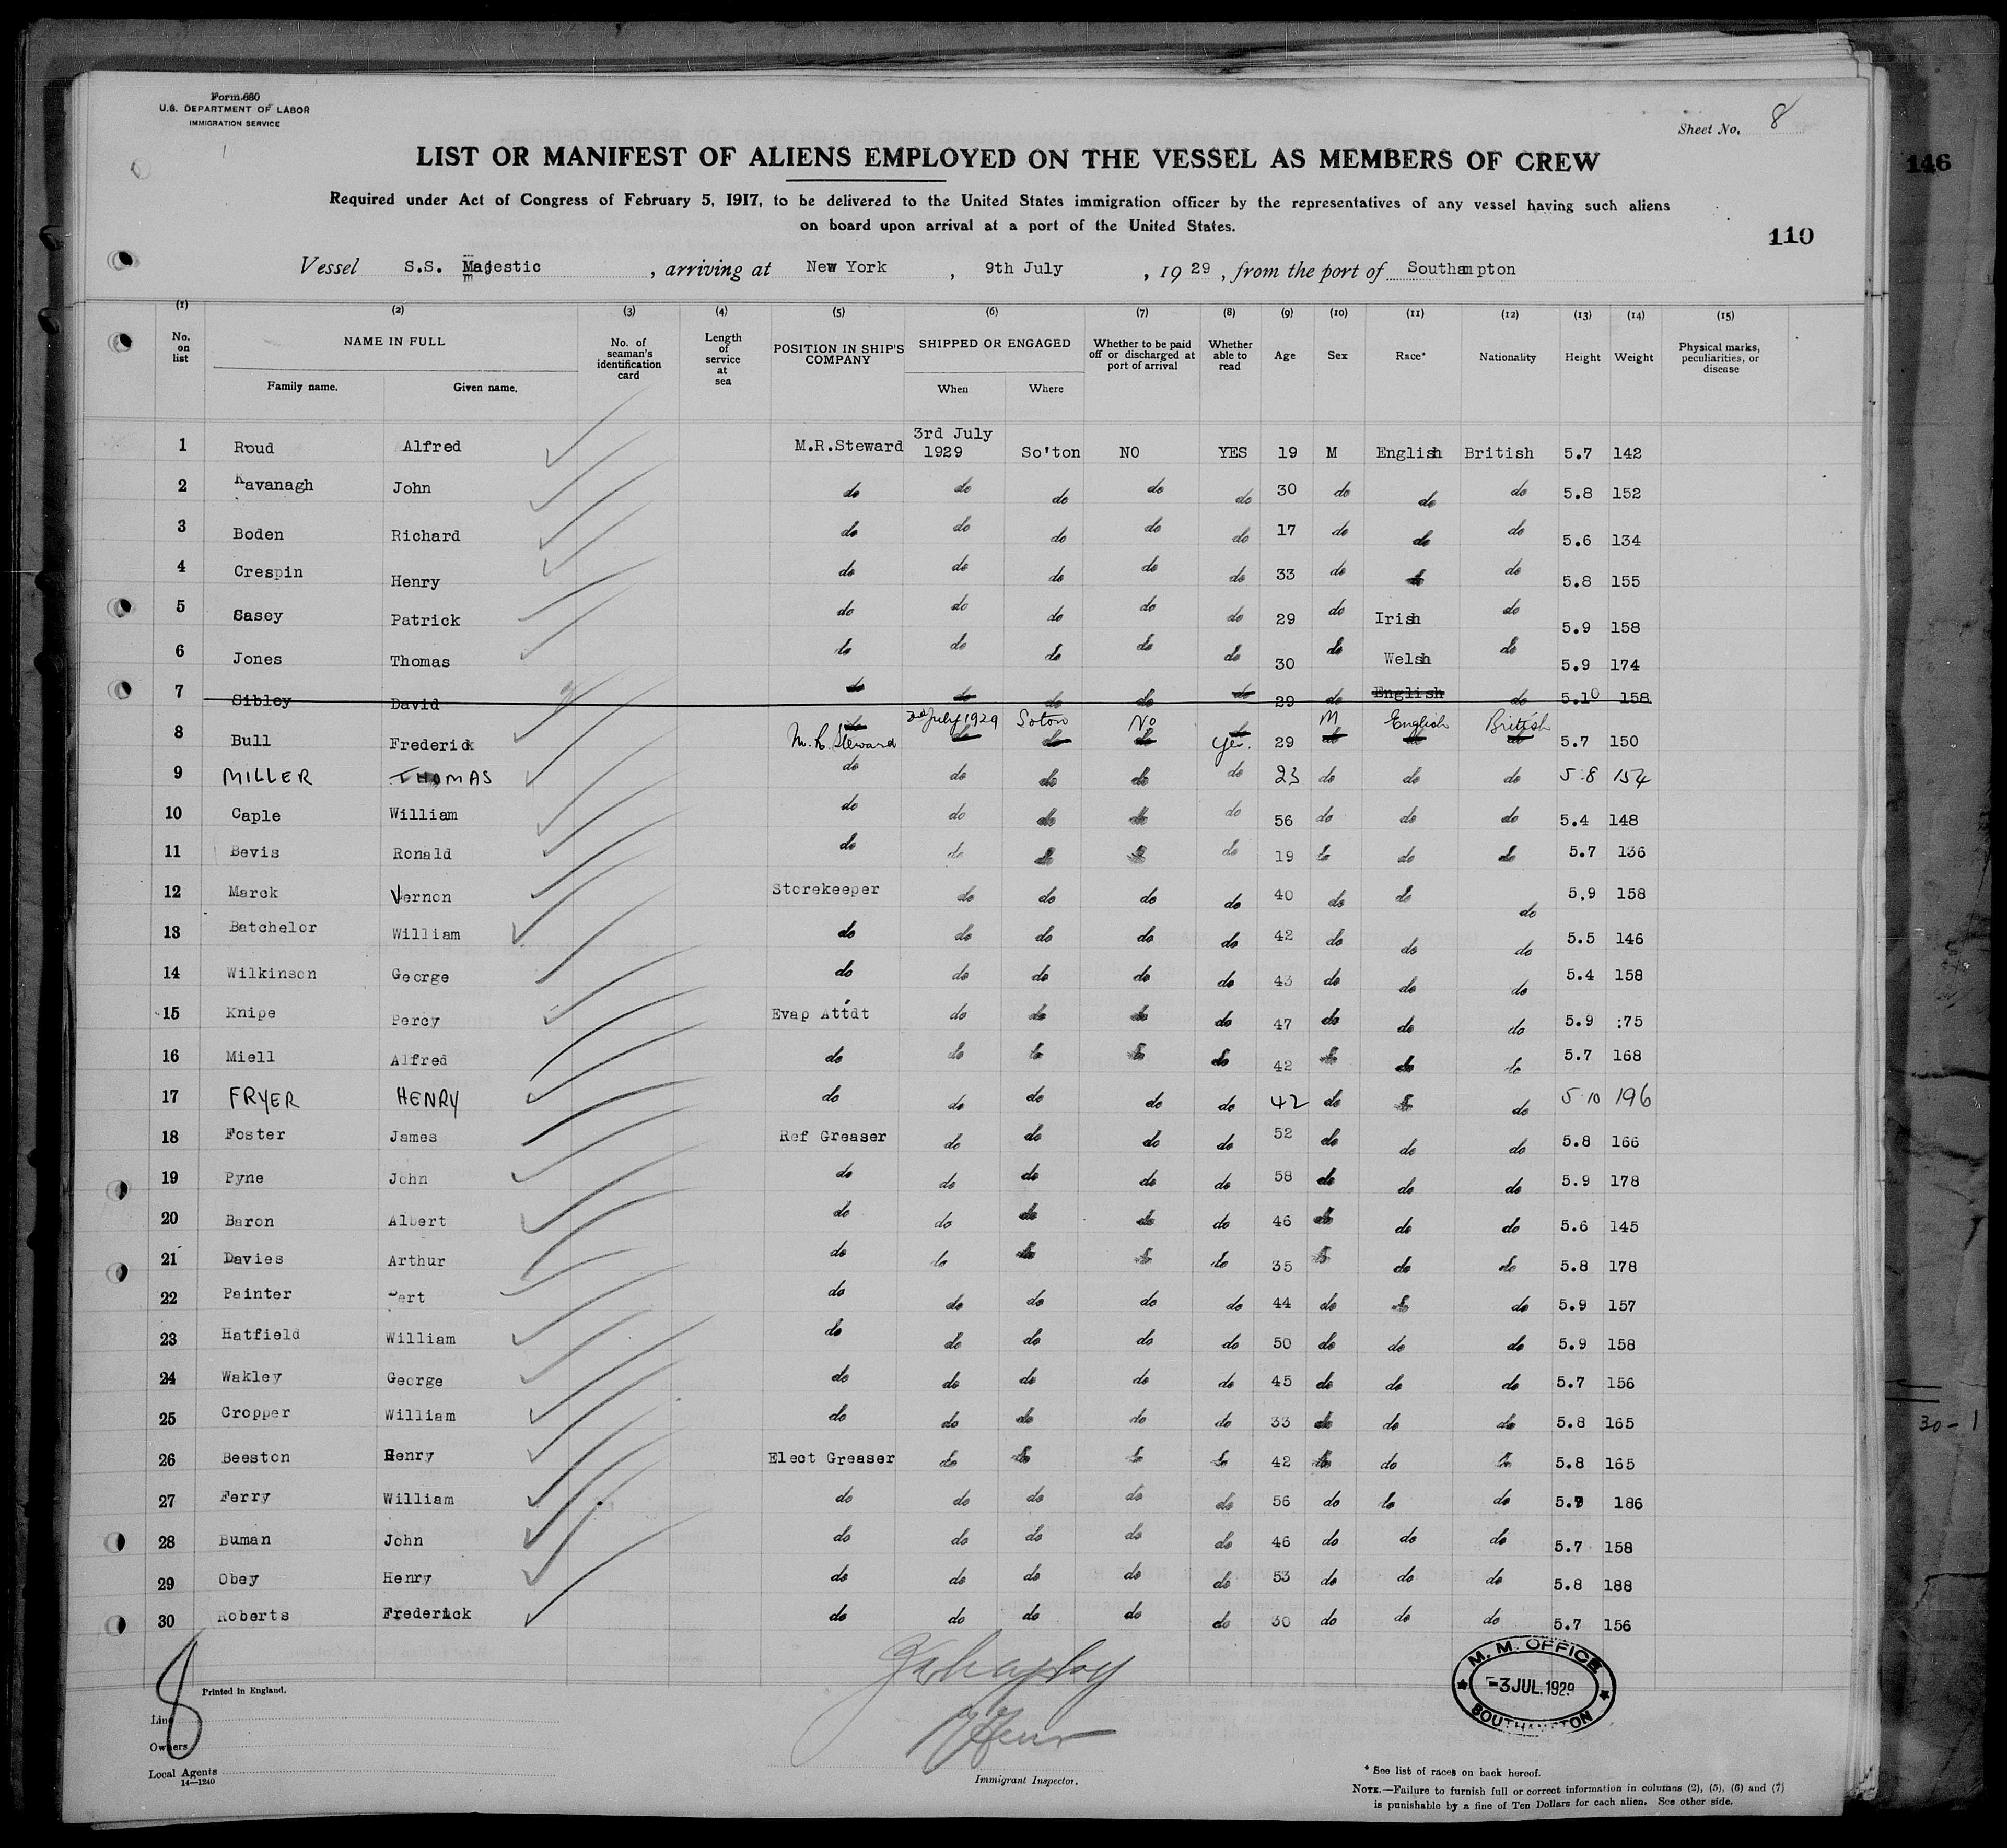 Form 680
U.S. DEPARTMENT OF LABOR
IMMIGRATION SERVICE
Sheet No. 8
146
LIST OR MANIFEST OF ALIENS EMPLOYED ON THE VESSEL AS MEMBERS OF CREW
Required under Act of Congress of February 5, 1917, to be delivered to the United States immigration officer by the representatives of any vessel having such aliens
on board upon arrival at a port of the United States.
110
Vessel S.S. Majestic, arriving at New York, 9th July, 1929, from the port of Southampton
(1) (2) (3) (4) (5) (6) (7) (8) (9) (10) (11) (12) (13) (14) (15)
No. on list NAME IN FULL Family name. Given name. No. of seaman's identification card Length of service at sea POSITION IN SHIP'S COMPANY SHIPPED OR ENGAGED When Where Whether to be paid off or discharged at port of arrival Whether able to read Age Sex Race* Nationality Height Weight Physical marks, peculiarities, or disease
1 Roud Alfred M.R.Steward 3rd July 1929 So'ton NO YES 19 M English British 5.7 142
2 Kavanagh John do do do do do 30 do do do 5.8 152
3 Boden Richard do do do do do 17 do do do 5.6 134
4 Crespin Henry do do do do do 33 do do do 5.8 155
5 Casey Patrick do do do do do 29 do Irish do 5.9 158
6 Jones Thomas do do do do do 30 do Welsh do 5.9 174
7 Sibley David do do do do do 29 do English do 5.10 158
8 Bull Frederick do M.R. Steward 3rd July 1929 do Soton do No do do Yes. 29 M do English do British do 5.7 150
9 MILLER THOMAS do do do do do 23 do do do 5.8 154
10 Caple William do do do do do 56 do do do 5.4 148
11 Bevis Ronald do do do do do 19 do do do 5.7 136
12 Marck Vernon Storekeeper do do do do 40 do do do 5,9 158
13 Batchelor William do do do do do 42 do do do 5.5 146
14 Wilkinson George do do do do do 43 do do do 5.4 158
15 Knipe Percy Evap Att'dt do do do do 47 do do do 5.9 :75
16 Miell Alfred do do do do do 42 do do do 5.7 168
17 FRYER HENRY do do do do do 42 do do do 5 10 196
18 Foster James Ref Greaser do do do do 52 do do do 5.8 166
19 Pyne John do do do do do 58 do do do 5.9 178
20 Baron Albert do do do do do 46 do do do 5.6 145
21 Davies Arthur do do do do do 35 do do do 5.8 178
22 Painter Bert do do do do do 44 do do do 5.9 157
23 Hatfield William do do do do do 50 do do do 5.9 158
24 Wakley George do do do do do 45 do do do 5.7 156
25 Cropper William do do do do do 33 do do do 5.8 165
26 Beeston Henry Elect Greaser do do do do 42 do do do 5.8 165
27 Ferry William do do do do do 56 do do do 5.9 186
28 Buman John do do do do do 46 do do do 5.7 158
29 Obey Henry do do do do do 53 do do do 5.8 188
30 Roberts Frederick do do do do do 30 do do do 5.7 156
30 - 1
8
Printed in England.
Line
Owners
Local Agents
14—1240
Immigrant Inspector.
M. M. OFFICE
-3 JUL. 1929
SOUTHAMPTON
* See list of races on back hereof.
NOTE.—Failure to furnish full or correct information in columns (2), (5), (6) and (7)
is punishable by a fine of Ten Dollars for each alien. See other side.